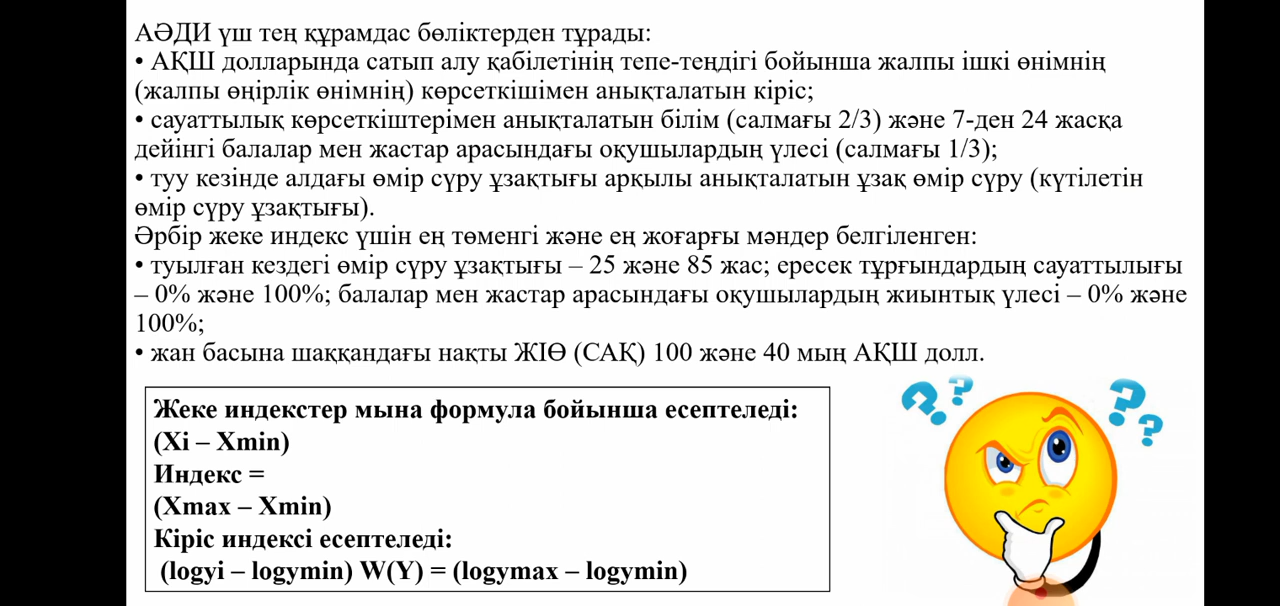 АӘДИ үш тең құрамдас бөліктерден тұрады:
• АҚШ долларында сатып алу қабілетінің тепе-теңдігі бойынша жалпы ішкі өнімнің
(жалпы өңірлік өнімнің) көрсеткішімен анықталатын кіріс;
• сауаттылық көрсеткіштерімен анықталатын білім (салмағы 2/3) және 7-ден 24 жасқа
дейінгі балалар мен жастар арасындағы оқушылардың үлесі (салмағы 1/3);
• туу кезінде алдағы өмір сүру ұзақтығы арқылы анықталатын ұзақ өмір сүру (күтілетін
өмір сүру ұзақтығы).
Әрбір жеке индекс үшін ең төменгі және ең жоғарғы мәндер белгіленген:
• туылған кездегі өмір сүру ұзақтығы – 25 және 85 жас; ересек тұрғындардың сауаттылығы
– 0% және 100%; балалар мен жастар арасындағы оқушылардың жиынтық үлесі – 0% және
100%;
• жан басына шаққандағы нақты ЖІӨ (САҚ) 100 және 40 мың АҚШ долл.
Жеке индекстер мына формула бойынша есептеледі:
(Xi – Xmin)
Индекс =
(Xmax – Xmin)
Кіріс индексі есептеледі:
(logyi – logymin) W(Y) = (logymax – logymin)
? ? ? ?